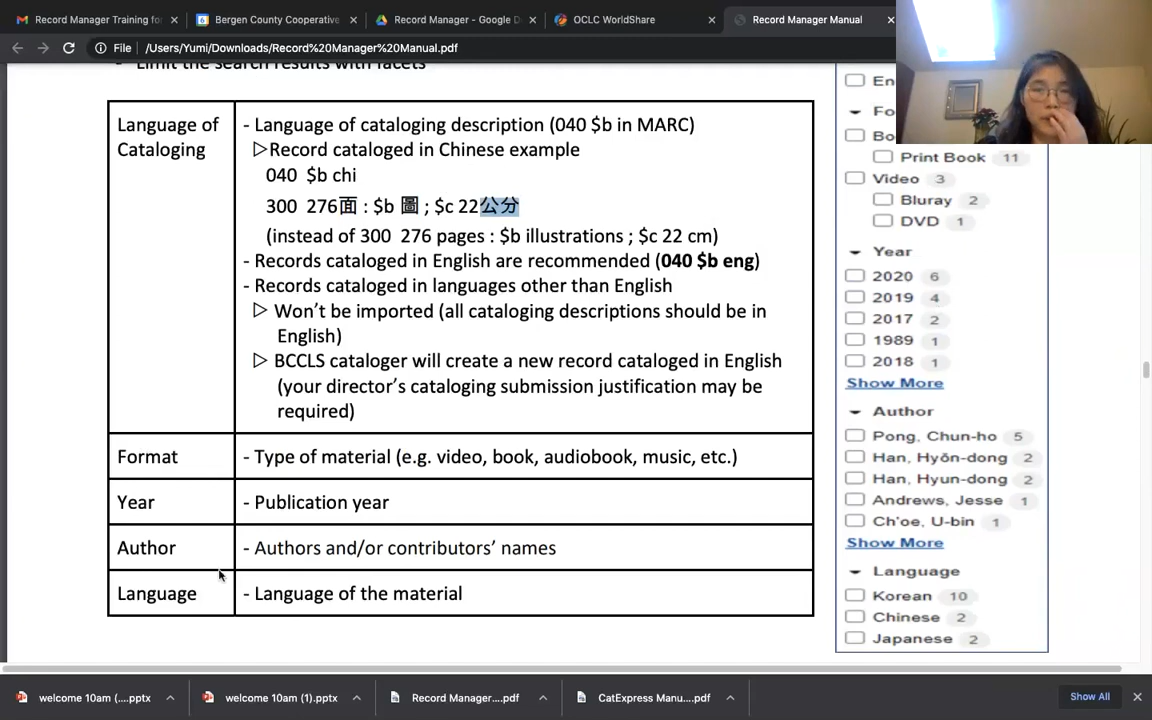 Record Manager Training for
Bergen County Cooperative
Record Manager - Google D
OCLC WorldShare
Record Manager Manual
File
/Users/Yumi/Downloads/Record%20Manager%20Manual.pdf
Limit the search results with facets
Language of Cataloging
- Language of cataloging description (040 $b in MARC)
▷Record cataloged in Chinese example
040 $b chi
300 276面 : $b 圖 ; $c 22公分
(instead of 300 276 pages : $b illustrations ; $c 22 cm)
- Records cataloged in English are recommended (040 $b eng)
- Records cataloged in languages other than English
▷ Won't be imported (all cataloging descriptions should be in
English)
▷ BCCLS cataloger will create a new record cataloged in English
(your director's cataloging submission justification may be
required)
Format
- Type of material (e.g. video, book, audiobook, music, etc.)
Year
- Publication year
Author
- Authors and/or contributors' names
Language
- Language of the material
En
Fo
Bo
Print Book 11
Video 3
Bluray 2
DVD 1
Year
2020 6
2019 4
2017 2
1989 1
2018 1
Show More
Author
Pong, Chun-ho 5
Han, Hyŏn-dong 2
Han, Hyun-dong 2
Andrews, Jesse 1
Ch'oe, U-bin 1
Show More
Language
Korean 10
Chinese 2
Japanese 2
welcome 10am (....pptx
welcome 10am (1).pptx
Record Manager....pdf
CatExpress Manu....pdf
Show All